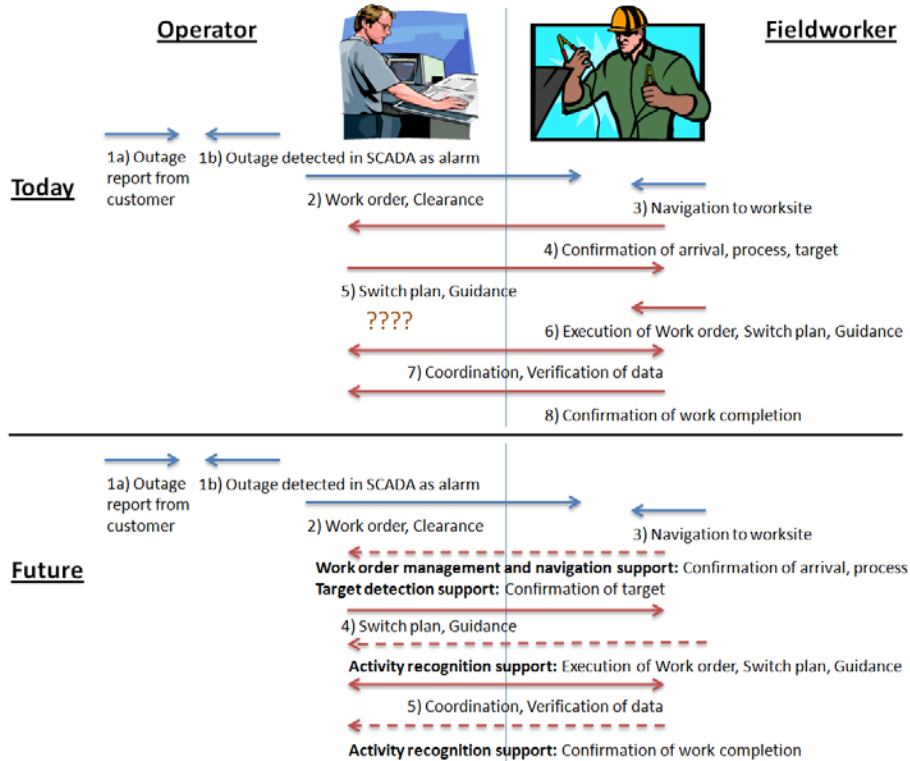 Operator
Fieldworker
1a) Outage
report from
customer
1b) Outage detected in SCADA as alarm
Today
2) Work order, Clearance
3) Navigation to worksite
4) Confirmation of arrival, process, target
5) Switch plan, Guidance
????
6) Execution of Work order, Switch plan, Guidance
7) Coordination, Verification of data
8) Confirmation of work completion
1a) Outage
report from
customer
1b) Outage detected in SCADA as alarm
2) Work order, Clearance
3) Navigation to worksite
Future
Work order management and navigation support: Confirmation of arrival, process
Target detection support: Confirmation of target
4) Switch plan, Guidance
Activity recognition support: Execution of Work order, Switch plan, Guidance
5) Coordination, Verification of data
Activity recognition support: Confirmation of work completion